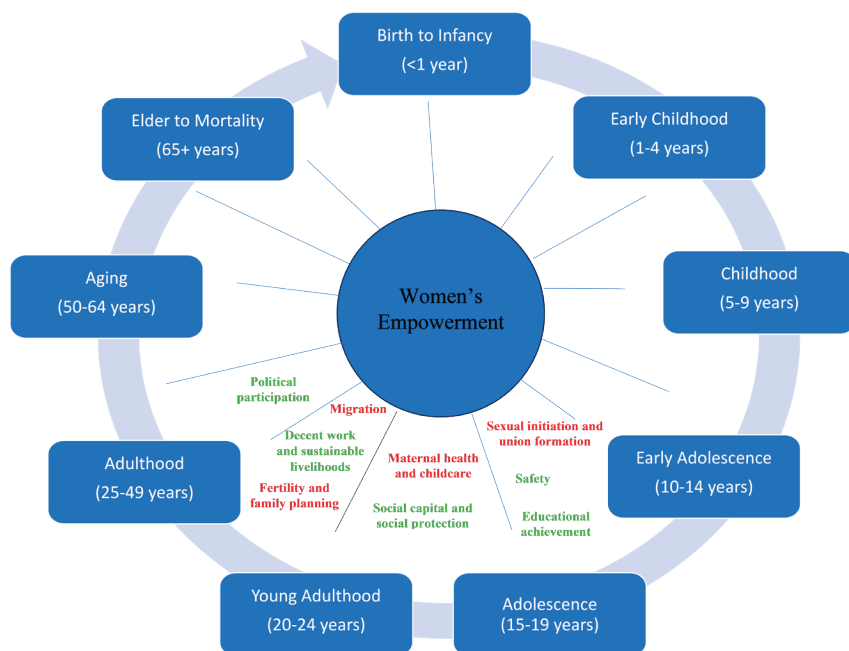 Birth to Infancy
(<1 year)
Early Childhood
(1-4 years)
Childhood
(5-9 years)
Early Adolescence
(10-14 years)
Adolescence
(15-19 years)
Young Adulthood
(20-24 years)
Adulthood
(25-49 years)
Aging
(50-64 years)
Elder to Mortality
(65+ years)
Women’s
Empowerment
Political
participation
Migration
Decent work
and sustainable
livelihoods
Fertility and
family planning
Maternal health
and childcare
Social capital and
social protection
Sexual initiation and
union formation
Safety
Educational
achievement